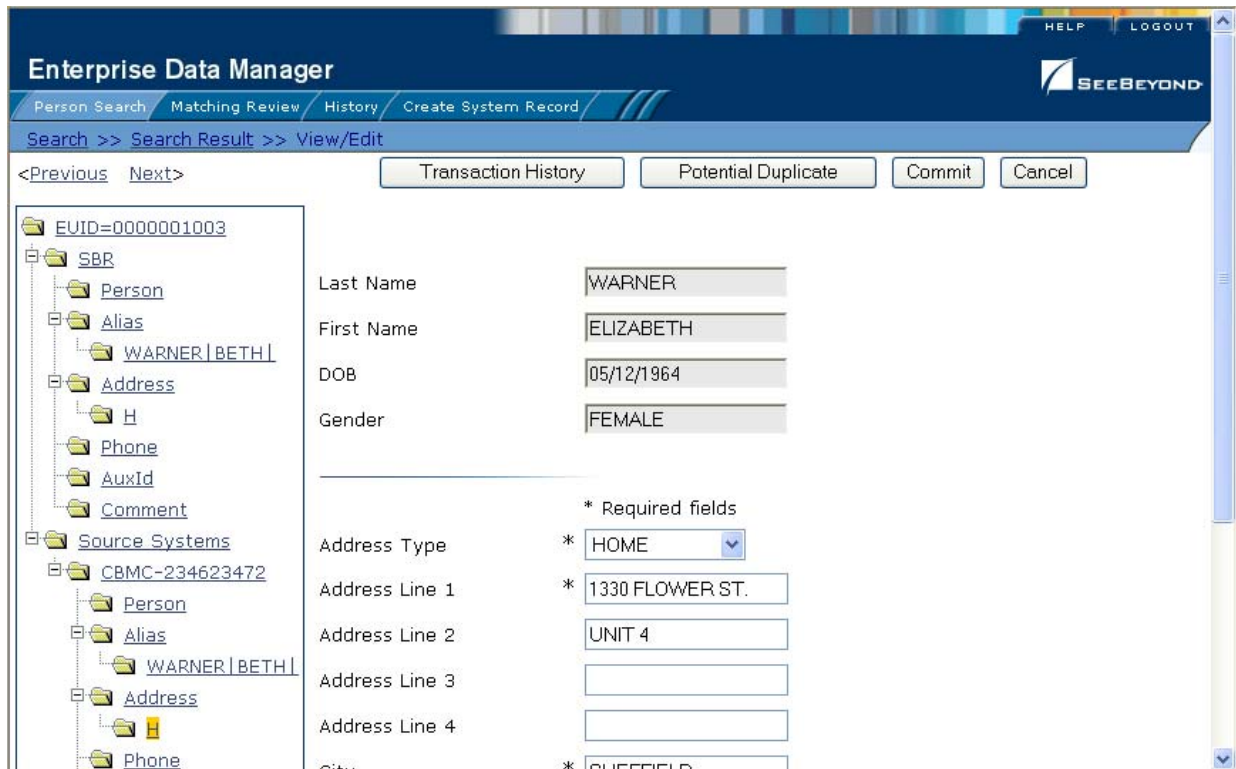 HELP LOGOUT
Enterprise Data Manager
SEEBEYOND
Person Search Matching Review History Create System Record
Search >> Search Result >> View/Edit
<Previous Next> Transaction History Potential Duplicate Commit Cancel
EUID=0000001003
SBR
Person
Alias
WARNER|BETH|
Address
H
Phone
AuxId
Comment
Source Systems
CBMC-234623472
Person
Alias
WARNER|BETH|
Address
H
Phone
Last Name WARNER
First Name ELIZABETH
DOB 05/12/1964
Gender FEMALE
* Required fields
Address Type * HOME
Address Line 1 * 1330 FLOWER ST.
Address Line 2 UNIT 4
Address Line 3
Address Line 4
City * SHEFFIELD